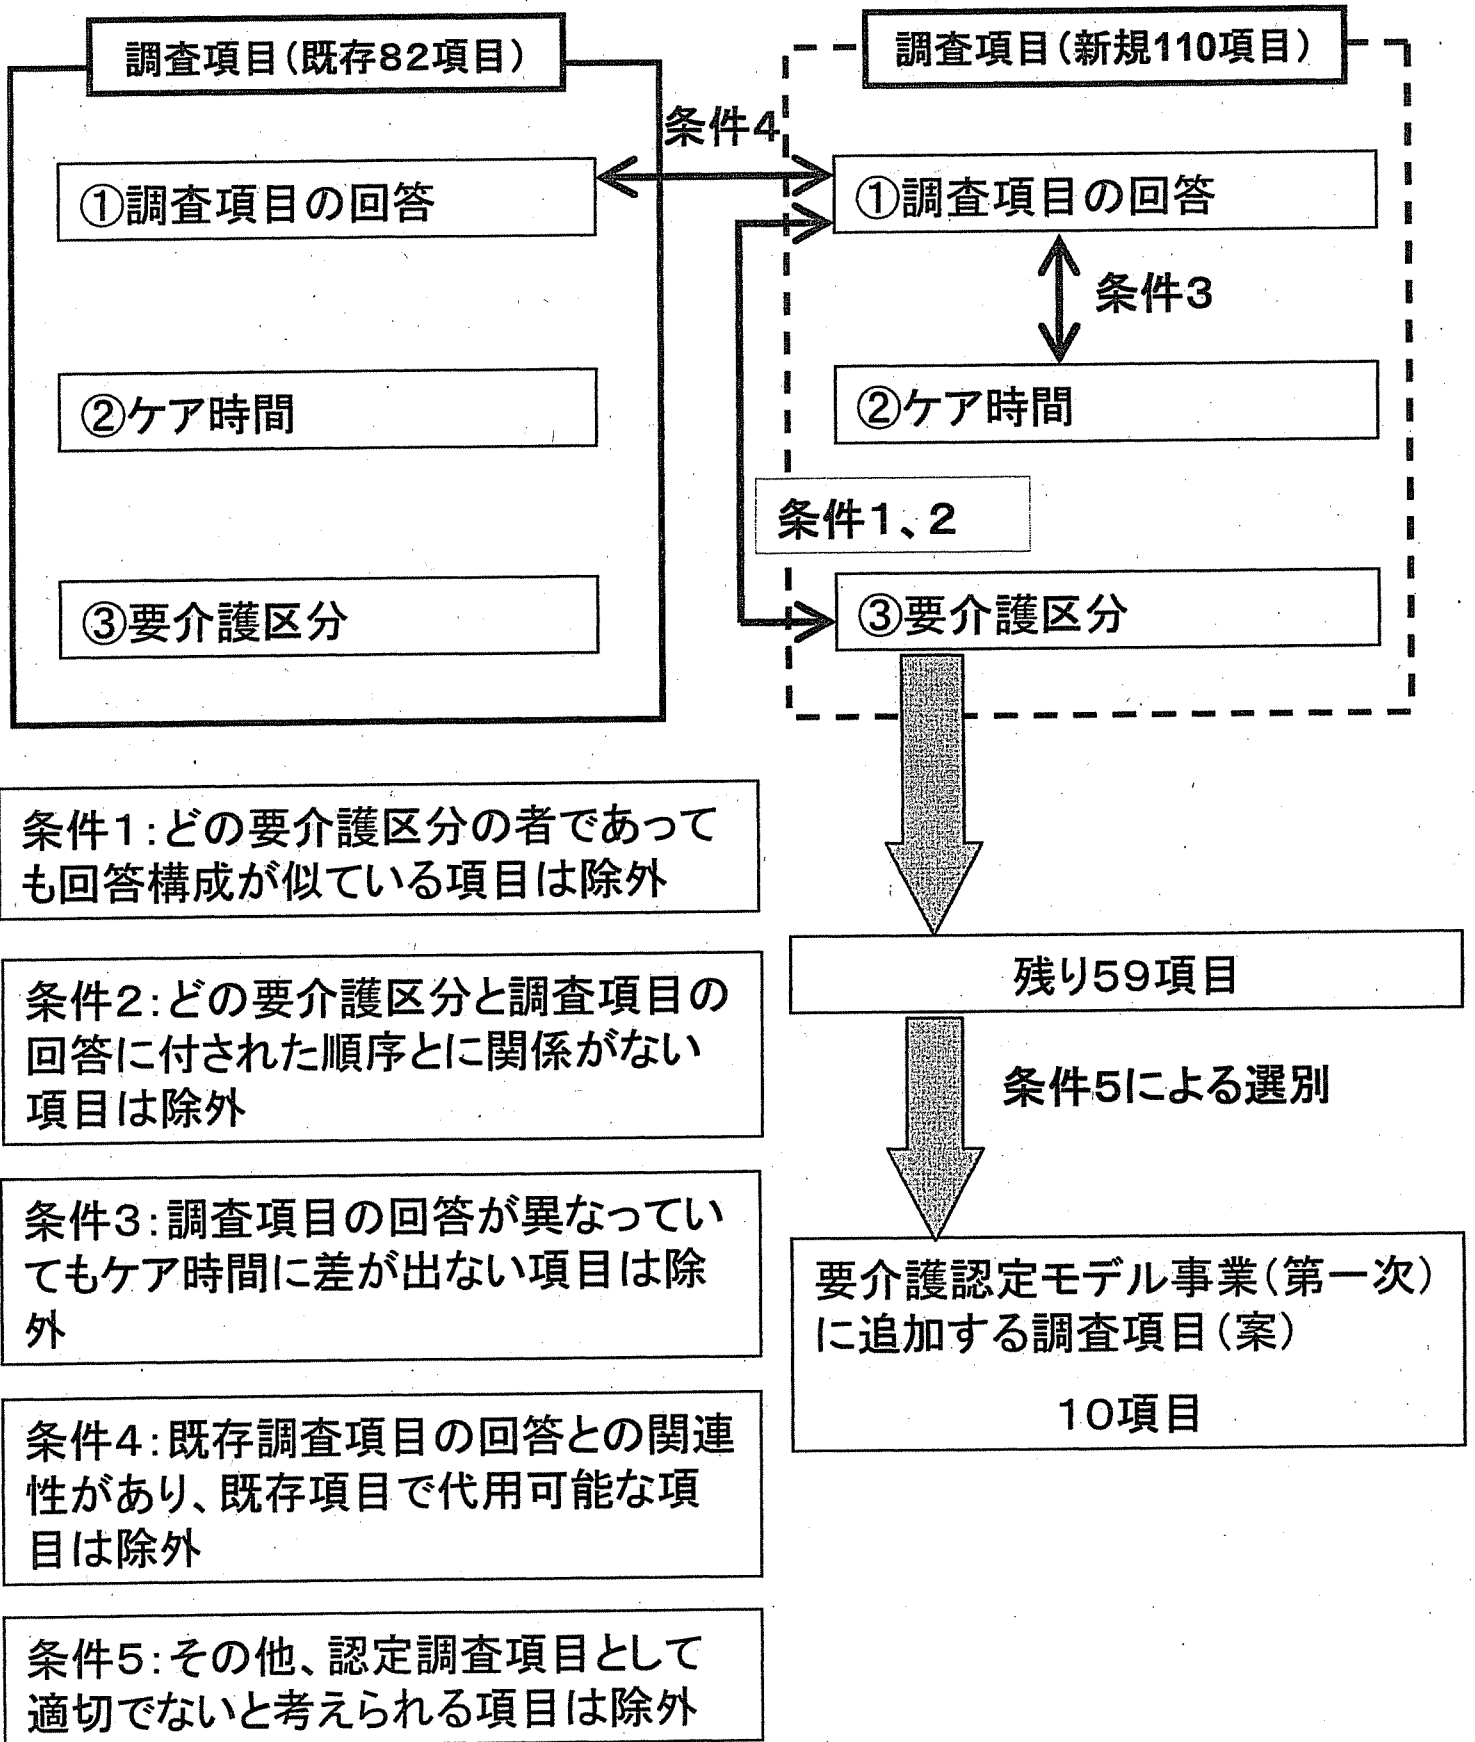 調査項目(既存82項目)
調査項目(新規110項目)
条件4
①調査項目の回答
①調査項目の回答
条件3
②ケア時間
②ケア時間
条件1、2
③要介護区分
③要介護区分
条件1:どの要介護区分の者であって
も回答構成が似ている項目は除外
条件2:どの要介護区分と調査項目の
回答に付された順序とに関係がない
項目は除外
条件3:調査項目の回答が異なってい
てもケア時間に差が出ない項目は除
外
条件4:既存調査項目の回答との関連
性があり、既存項目で代用可能な項
目は除外
条件5:その他、認定調査項目として
適切でないと考えられる項目は除外
残り59項目
条件5による選別
要介護認定モデル事業(第一次)
に追加する調査項目(案)
10項目